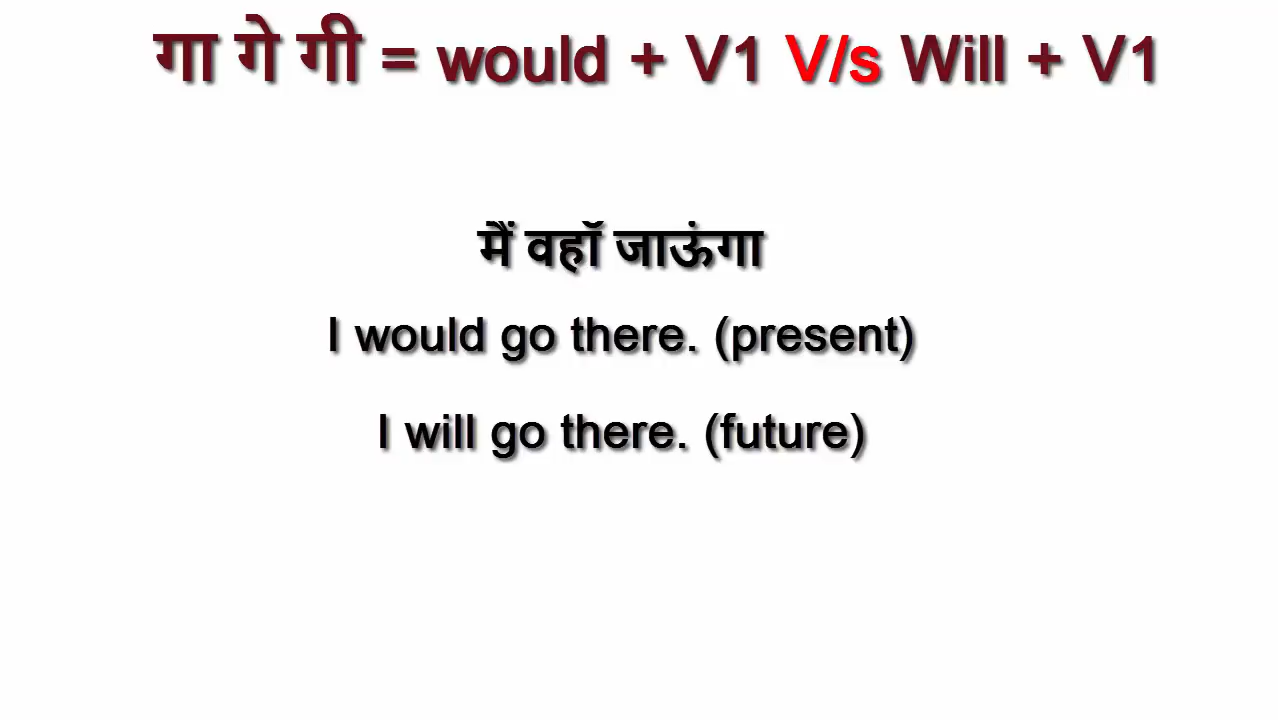 गा गे गी = would + V1 V/s Will + V1
मैं वहाॅ जाऊंगा
I would go there. (present)
I will go there. (future)